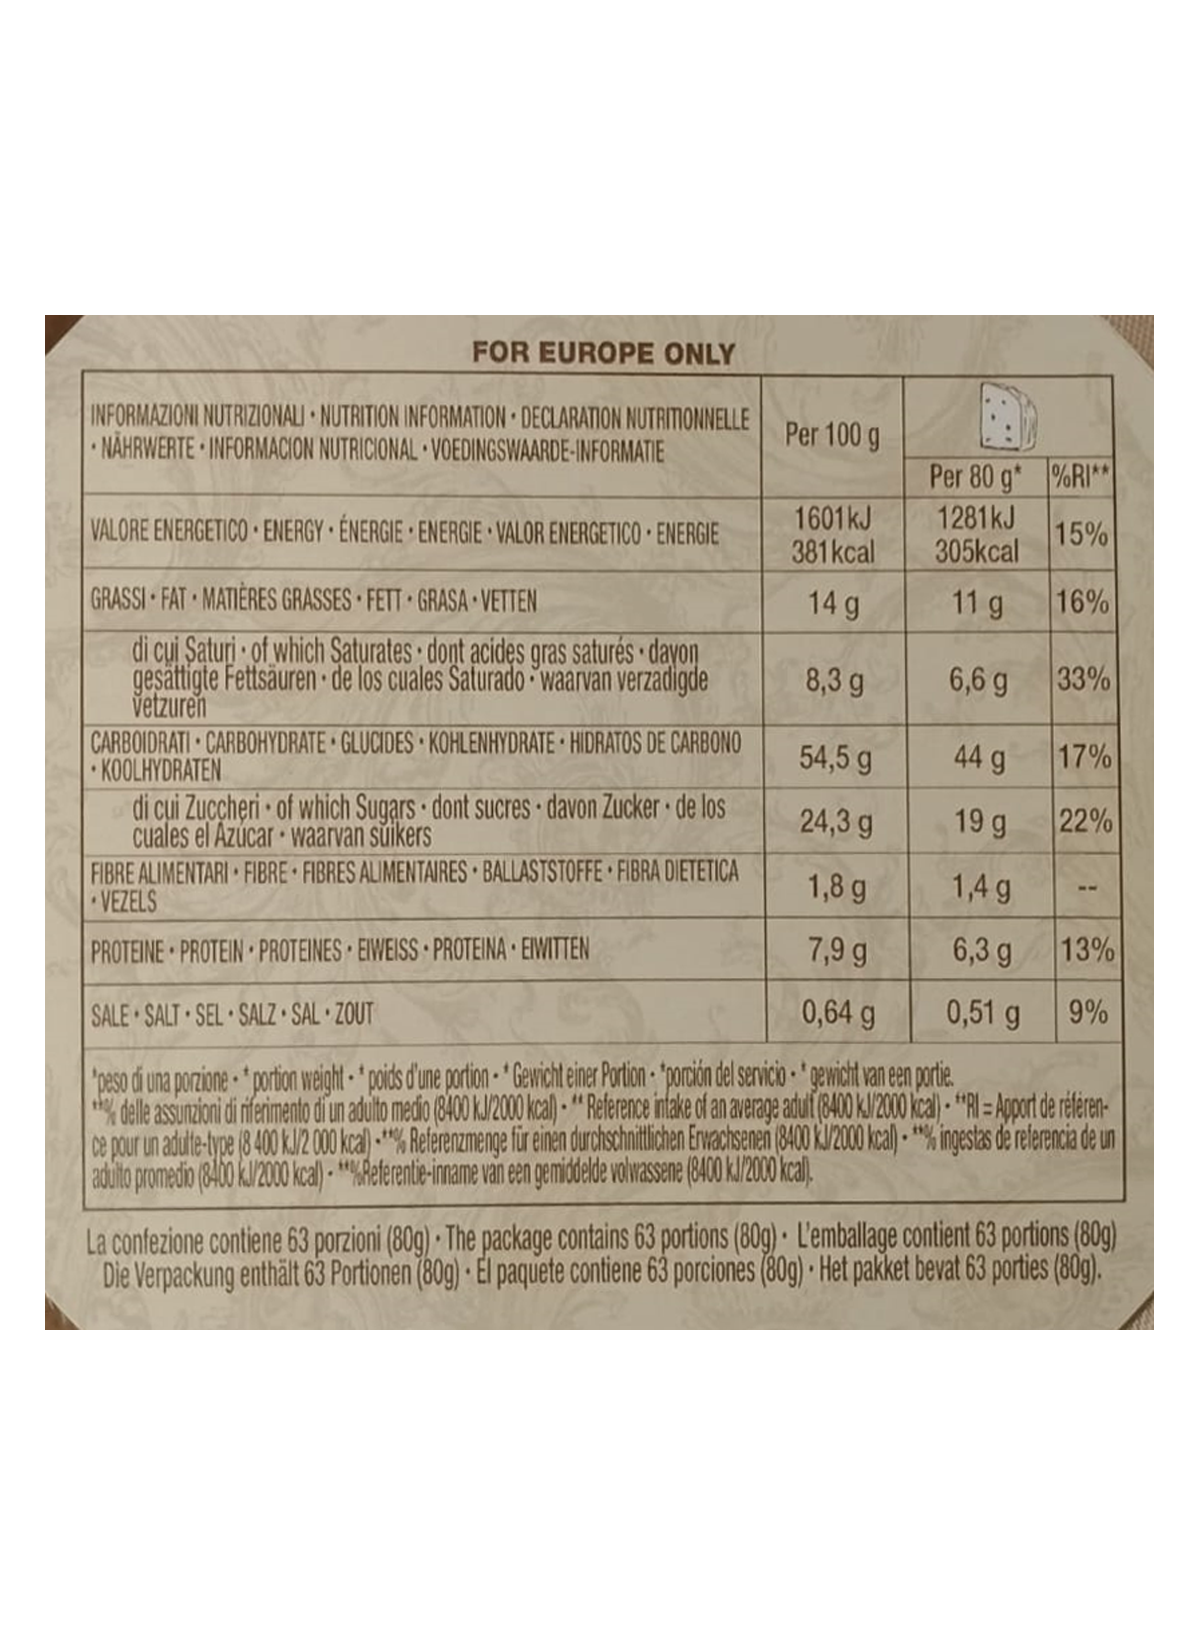 FOR EUROPE ONLY
INFORMAZIONI NUTRIZIONALI • NUTRITION INFORMATION • DECLARATION NUTRITIONNELLE
• NÄHRWERTE • INFORMACION NUTRICIONAL • VOEDINGSWAARDE-INFORMATIE
Per 100 g
Per 80 g* %RI**
VALORE ENERGETICO • ENERGY • ÉNERGIE • ENERGIE • VALOR ENERGETICO • ENERGIE
1601kJ 1281kJ 15%
381kcal 305kcal
GRASSI • FAT • MATIÈRES GRASSES • FETT • GRASA • VETTEN 14 g 11 g 16%
di cui Saturi • of which Saturates • dont acides gras saturés • davon
gesättigte Fettsäuren • de los cuales Saturado • waarvan verzadigde
vetzuren
8,3 g 6,6 g 33%
CARBOIDRATI • CARBOHYDRATE • GLUCIDES • KOHLENHYDRATE • HIDRATOS DE CARBONO
• KOOLHYDRATEN
54,5 g 44 g 17%
di cui Zuccheri • of which Sugars • dont sucres • davon Zucker • de los
cuales el Azúcar • waarvan suikers
24,3 g 19 g 22%
FIBRE ALIMENTARI • FIBRE • FIBRES ALIMENTAIRES • BALLASTSTOFFE • FIBRA DIETETICA
• VEZELS
1,8 g 1,4 g --
PROTEINE • PROTEIN • PROTEINES • EIWEISS • PROTEINA • EIWITTEN 7,9 g 6,3 g 13%
SALE • SALT • SEL • SALZ • SAL • ZOUT 0,64 g 0,51 g 9%
*peso di una porzione - * portion weight - * poids d'une portion - * Gewicht einer Portion - *porción del servicio - * gewicht van een portie.
**% delle assunzioni di riferimento di un adulto medio (8400 kJ/2000 kcal) - ** Reference intake of an average adult (8400 kJ/2000 kcal) - **RI = Apport de référen-
ce pour un adulte-type (8 400 kJ/2 000 kcal) -**% Referenzmenge für einen durchschnittlichen Erwachsenen (8400 kJ/2000 kcal) - **% ingestas de referencia de un
adulto promedio (8400 kJ/2000 kcal) - **%Referentie-inname van een gemiddelde volwassene (8400 kJ/2000 kcal).
La confezione contiene 63 porzioni (80g) • The package contains 63 portions (80g) • L'emballage contient 63 portions (80g)
Die Verpackung enthält 63 Portionen (80g) • El paquete contiene 63 porciones (80g) • Het pakket bevat 63 porties (80g).